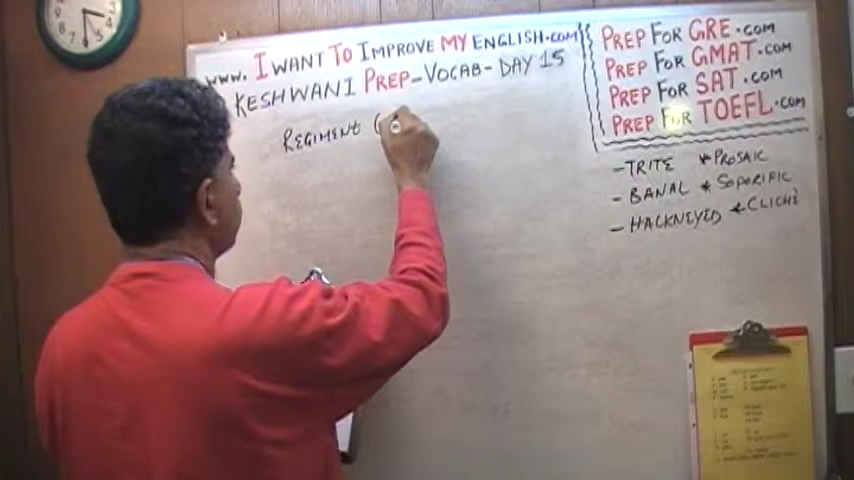 www. I WANT TO IMPROVE MY ENGLISH.COM
KESHWANI PREP-VOCAB- DAY 15
REGIMENT (
PREP FOR GRE.COM
PREP FOR GMAT.COM
PREP FOR SAT.COM
PREP FOR TOEFL.COM
- TRITE * PROSAIC
- BANAL * SOPORIFIC
- HACKNEYED * CLICHÉ